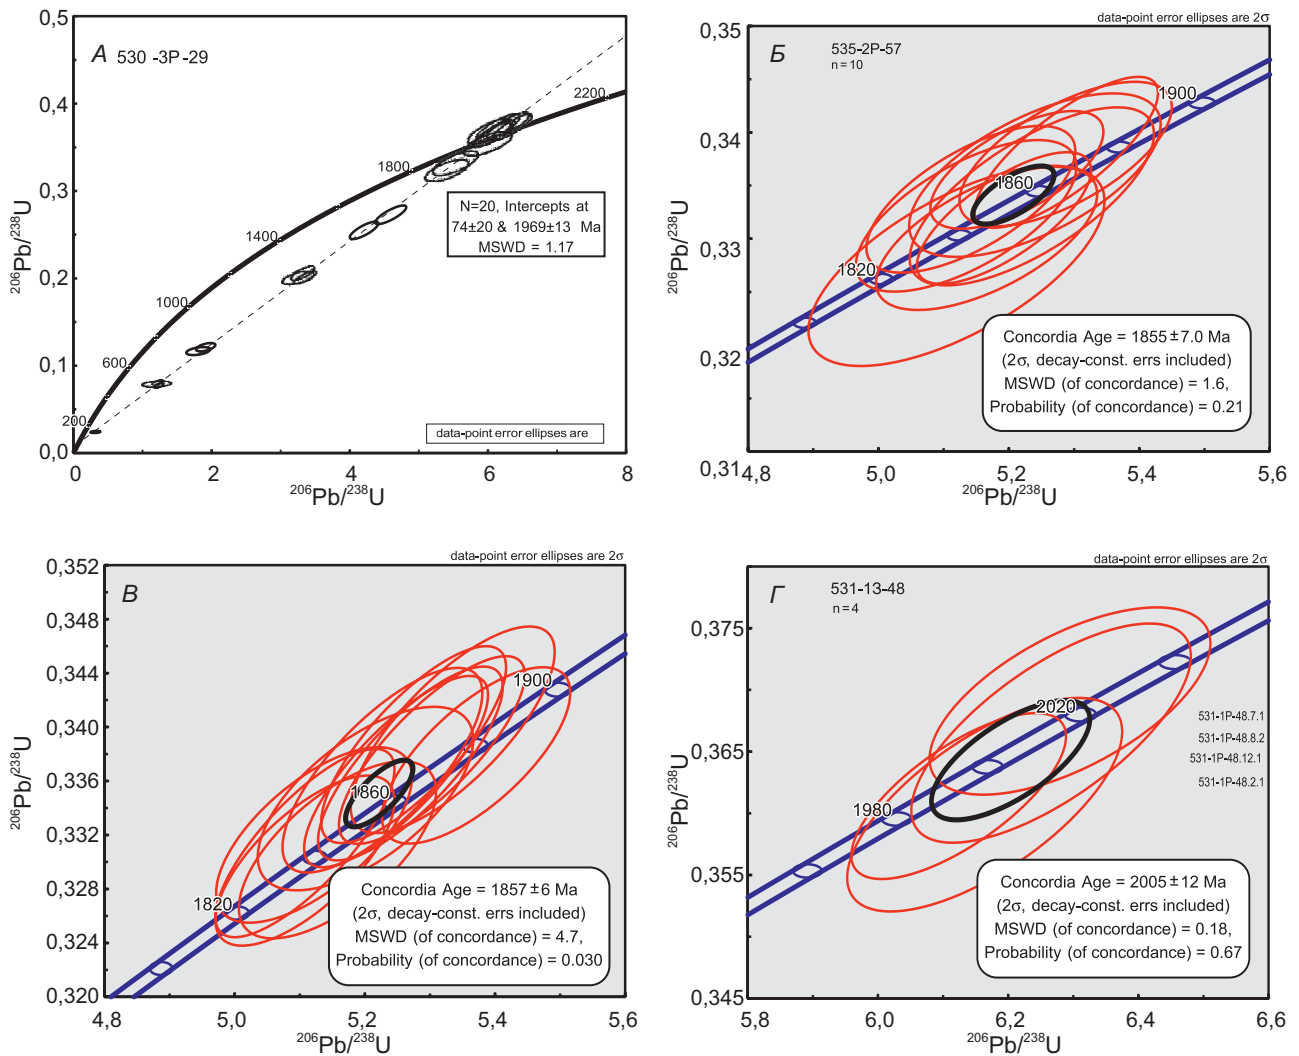 А 530 -3P-29
0,5
0,4
0,3
0,2
0,1
0,0
206Pb/238U
200
600
1000
1400
1800
2200
N=20, Intercepts at
74±20 & 1969±13 Ma
MSWD = 1.17
data-point error ellipses are
0 2 4 6 8
206Pb/238U
data-point error ellipses are 2σ
Б 535-2P-57
n = 10
0,35
0,34
0,33
0,32
0,31
206Pb/238U
1900
1860
1820
Concordia Age = 1855 ± 7.0 Ma
(2σ, decay-const. errs included)
MSWD (of concordance) = 1.6,
Probability (of concordance) = 0.21
4,8 5,0 5,2 5,4 5,6
206Pb/238U
data-point error ellipses are 2σ
В
0,352
0,348
0,344
0,340
0,336
0,332
0,328
0,324
0,320
206Pb/238U
1900
1860
1820
Concordia Age = 1857 ± 6 Ma
(2σ, decay-const. errs included)
MSWD (of concordance) = 4.7,
Probability (of concordance) = 0.030
4,8 5,0 5,2 5,4 5,6
206Pb/238U
data-point error ellipses are 2σ
Г 531-13-48
n = 4
0,375
0,365
0,355
0,345
206Pb/238U
2020
1980
531-1P-48.7.1
531-1P-48.8.2
531-1P-48.12.1
531-1P-48.2.1
Concordia Age = 2005 ± 12 Ma
(2σ, decay-const. errs included)
MSWD (of concordance) = 0.18,
Probability (of concordance) = 0.67
5,8 6,0 6,2 6,4 6,6
206Pb/238U